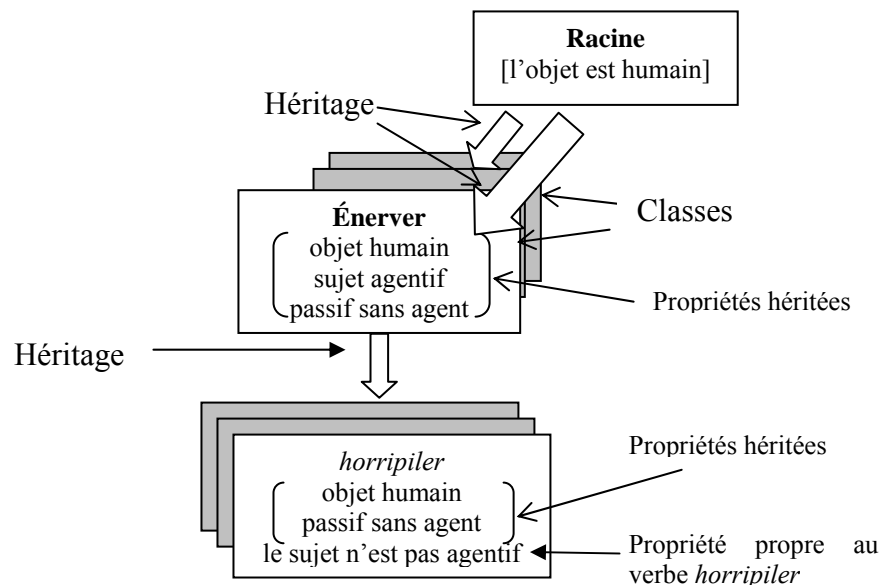 Racine
[l'objet est humain]
Héritage
Énerver
objet humain
sujet agentif
passif sans agent
Classes
Propriétés héritées
Héritage
horripiler
objet humain
passif sans agent
le sujet n'est pas agentif
Propriétés héritées
Propriété propre au
verbe horripiler